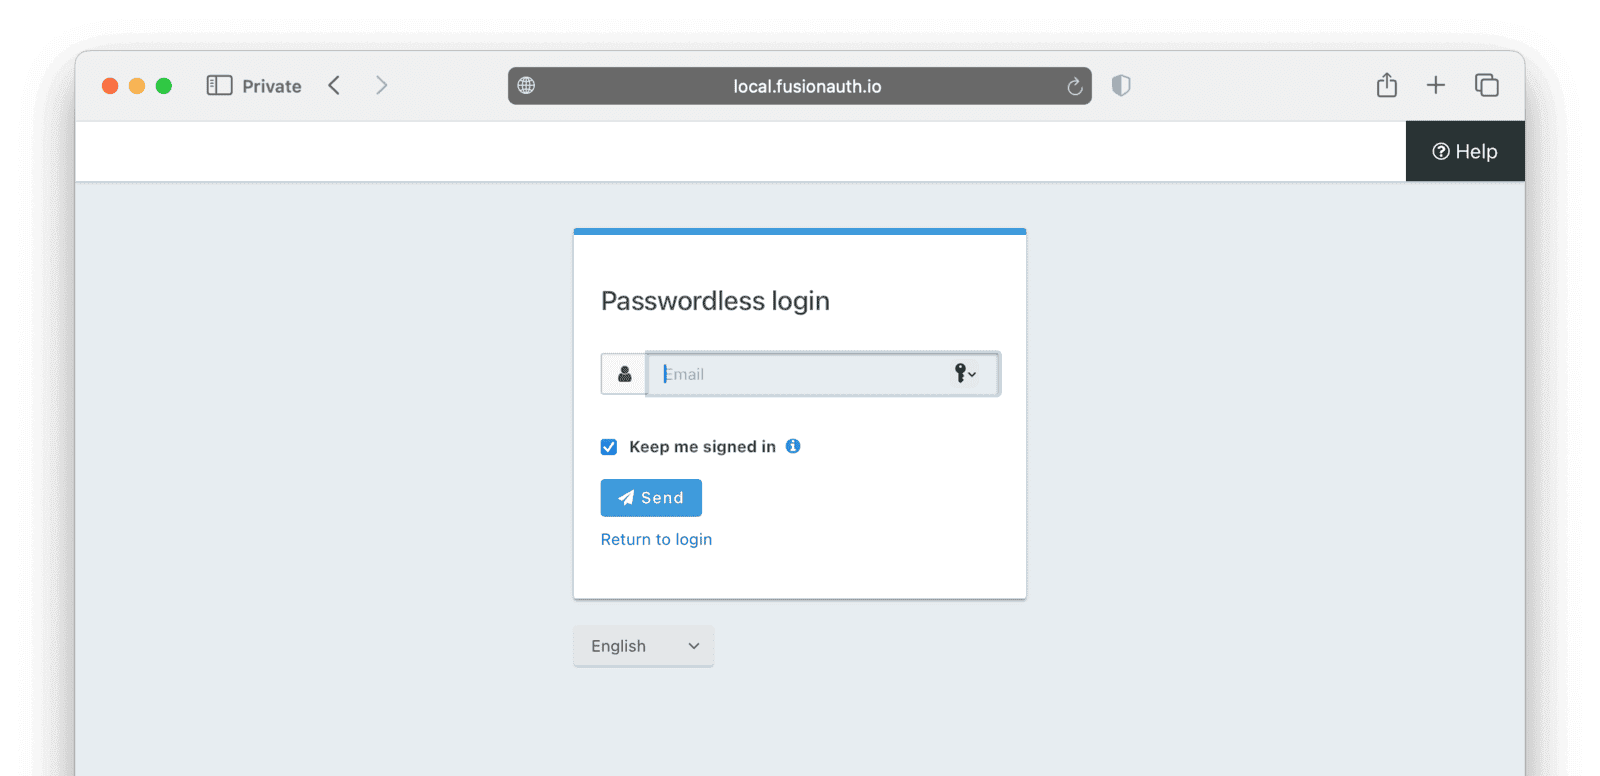 Private
local.fusionauth.io
Help
Passwordless login
Email
Keep me signed in
Send
Return to login
English